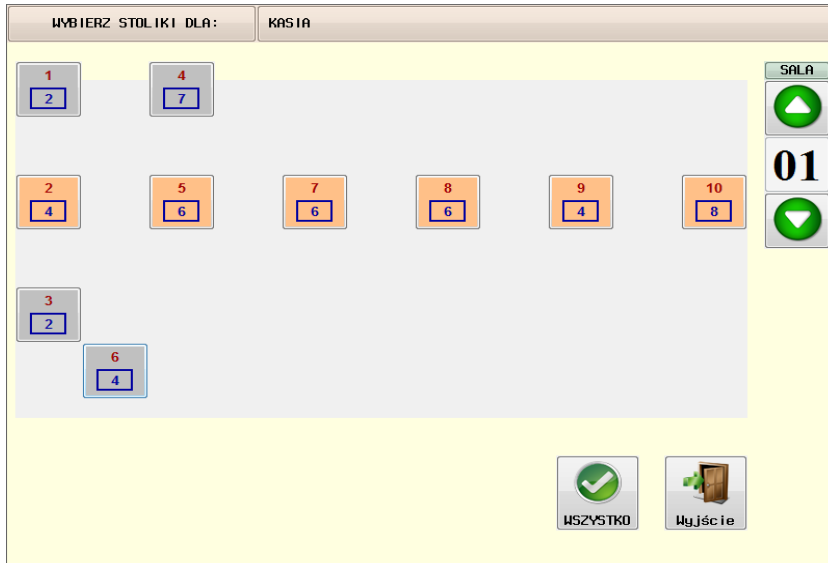 WYBIERZ STOLIKI DLA: KASIA
SALA
1 4
2 7
01
2 5 7 8 9 10
4 6 6 6 4 8
3
2
6
4
WSZYSTKO Wyjście